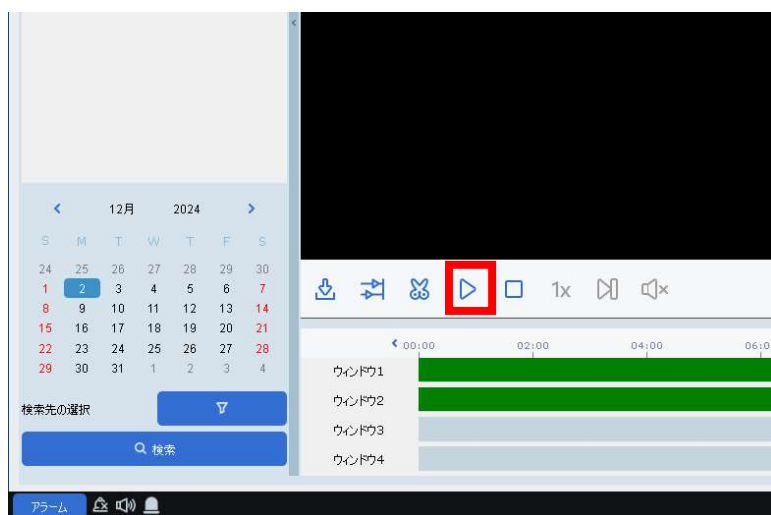 12月 2024
S M T W T F S
24 25 26 27 28 29 30
1 2 3 4 5 6 7
8 9 10 11 12 13 14
15 16 17 18 19 20 21
22 23 24 25 26 27 28
29 30 31 1 2 3 4
検索先の選択
検索
1x
00:00 02:00 04:00 06:0
ウィンドウ1
ウィンドウ2
ウィンドウ3
ウィンドウ4
アラーム